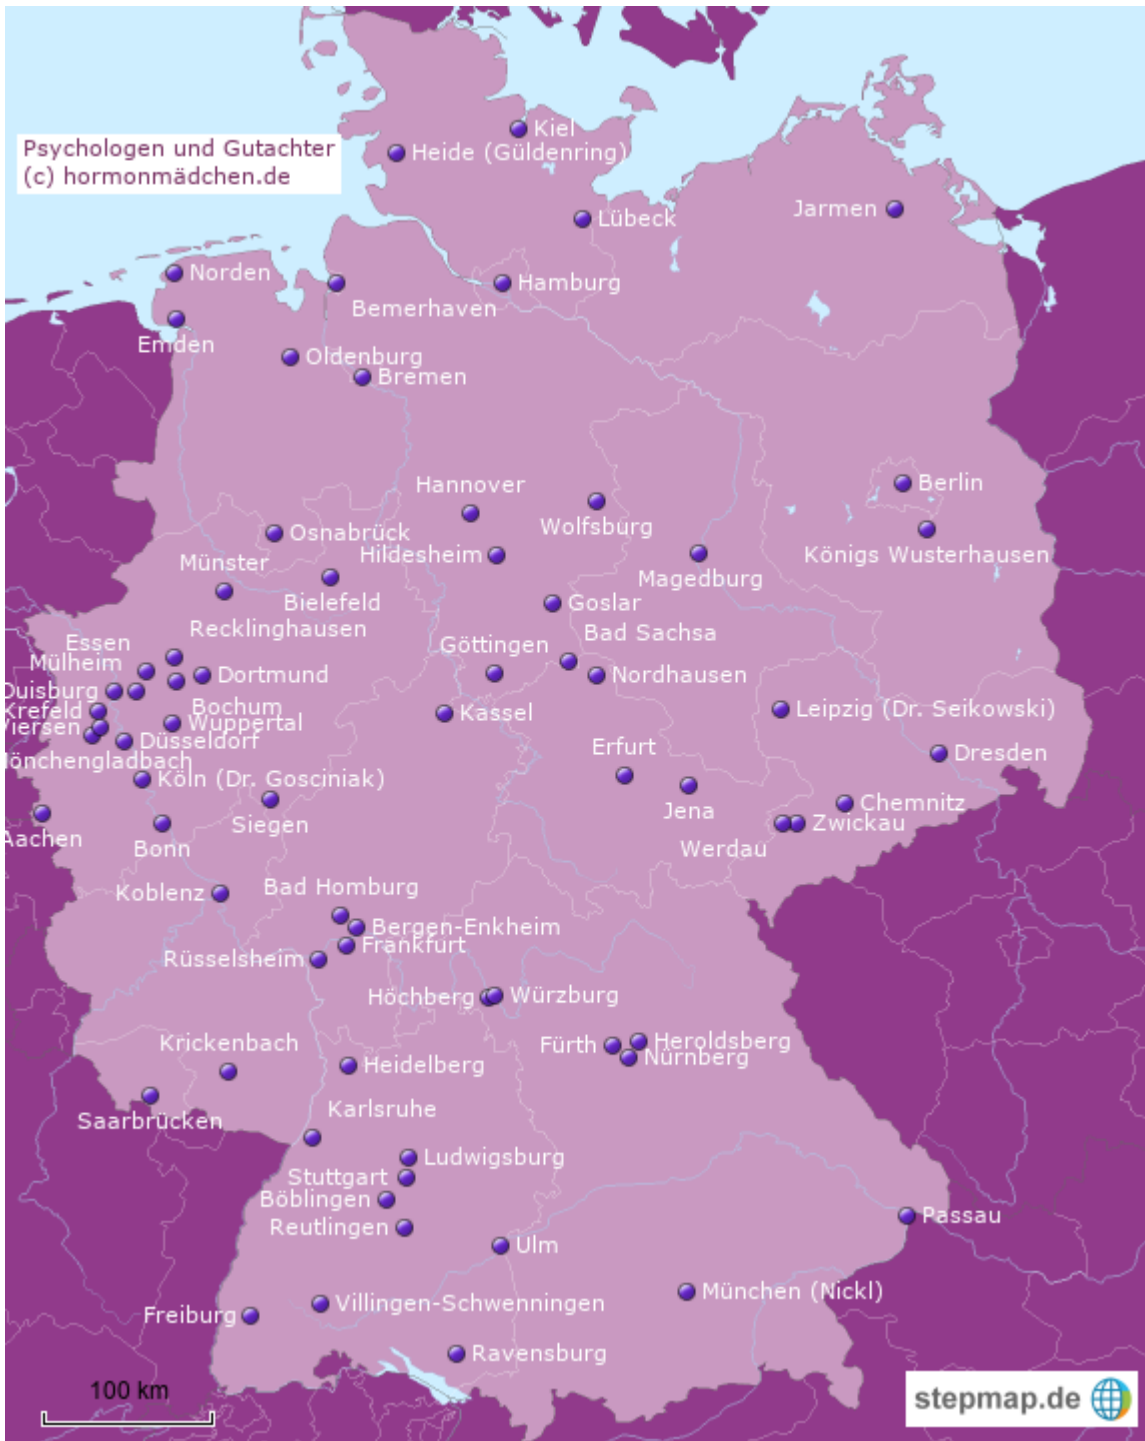 Kiel
Psychologen und Gutachter
(c) hormonmädchen.de
Heide (Güldenring)
Jarmen
Lübeck
Norden
Hamburg
Bemerhaven
Emden
Oldenburg
Bremen
Hannover
Berlin
Wolfsburg
Osnabrück
Hildesheim
Königs Wusterhausen
Münster
Magedburg
Bielefeld
Goslar
Recklinghausen
Bad Sachsa
Essen
Göttingen
Mülheim
Dortmund
Nordhausen
Duisburg
Bochum
Krefeld
Kassel
Leipzig (Dr. Seikowski)
Viersen
Wuppertal
Düsseldorf
Erfurt
Dresden
Mönchengladbach
Köln (Dr. Gosciniak)
Chemnitz
Jena
Siegen
Zwickau
Aachen
Bonn
Werdau
Bad Homburg
Koblenz
Bergen-Enkheim
Frankfurt
Rüsselsheim
Höchberg
Würzburg
Krickenbach
Fürth
Heroldsberg
Nürnberg
Heidelberg
Karlsruhe
Saarbrücken
Ludwigsburg
Stuttgart
Böblingen
Passau
Reutlingen
Ulm
München (Nickl)
Villingen-Schwenningen
Freiburg
Ravensburg
100 km
stepmap.de